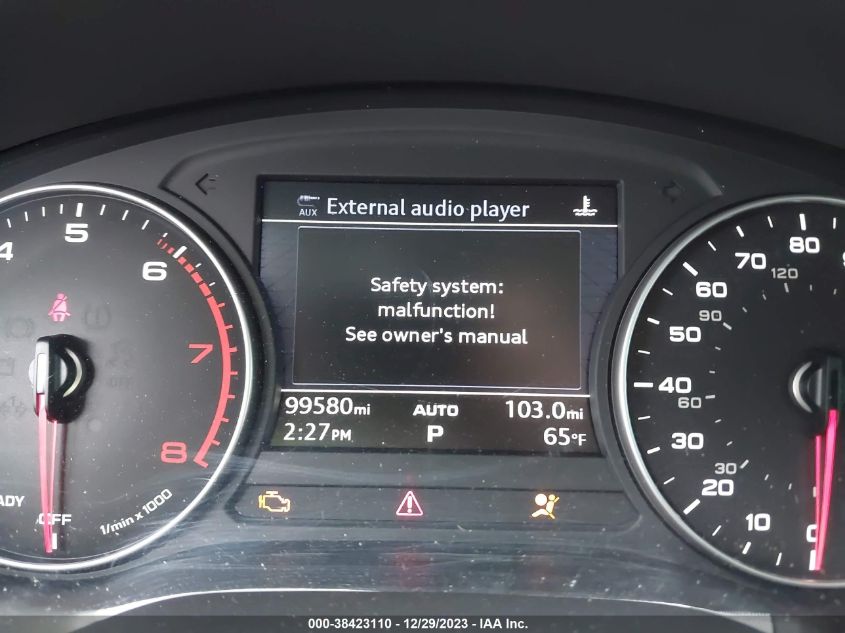 AUX External audio player
Safety system:
malfunction!
See owner's manual
99580mi AUTO 103.0mi
2:27PM P 65°F
4 5 6 7 8
OFF
1/min x 1000
OFF
10 20 30 40 50 60 70 80
30 60 90 120
000-38423110 - 12/29/2023 - IAA Inc.